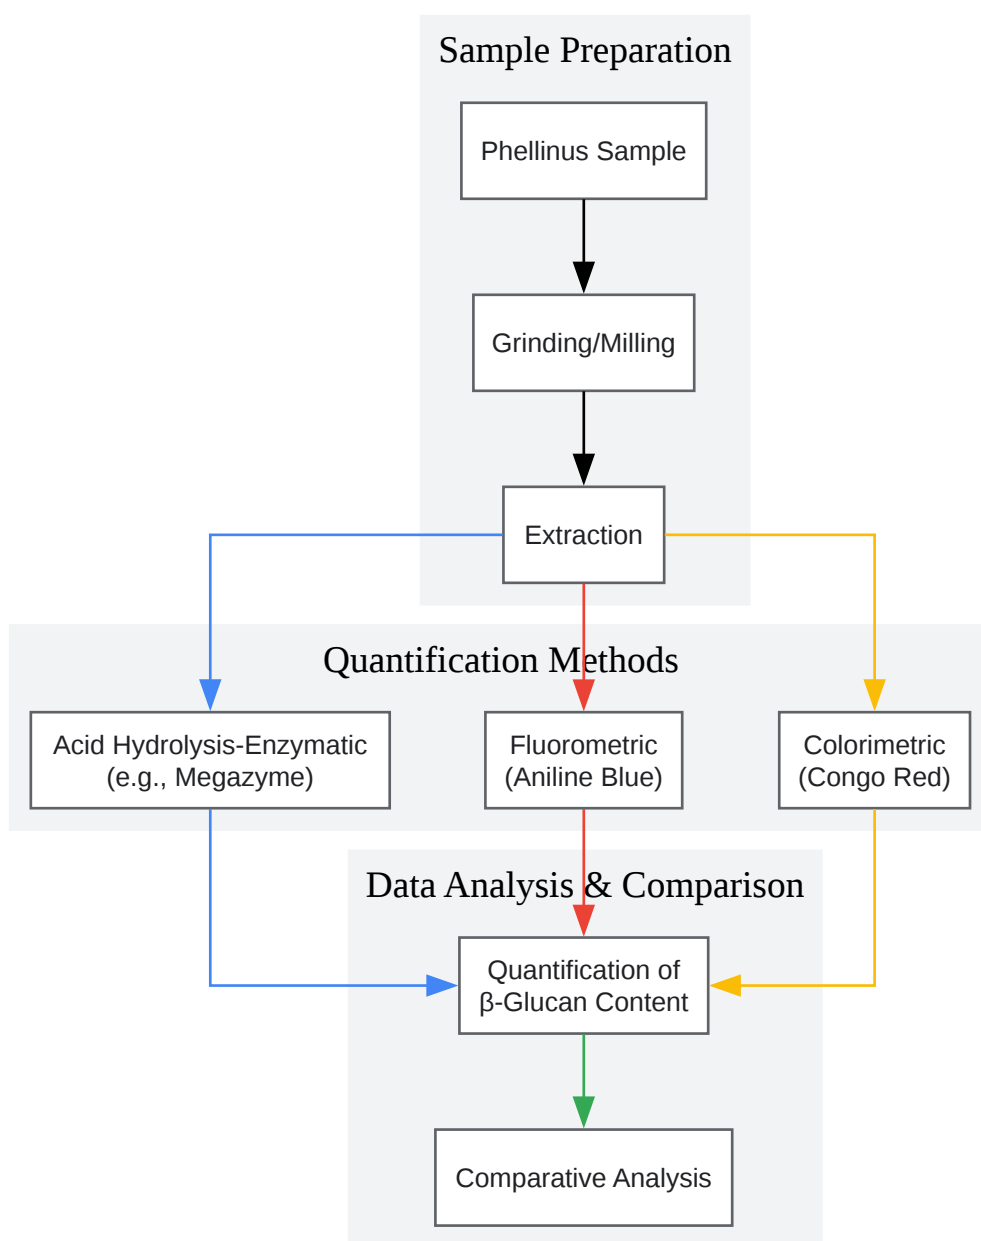 Sample Preparation
Phellinus Sample
Grinding/Milling
Extraction
Quantification Methods
Acid Hydrolysis-Enzymatic
(e.g., Megazyme)
Fluorometric
(Aniline Blue)
Colorimetric
(Congo Red)
Data Analysis & Comparison
Quantification of
β-Glucan Content
Comparative Analysis